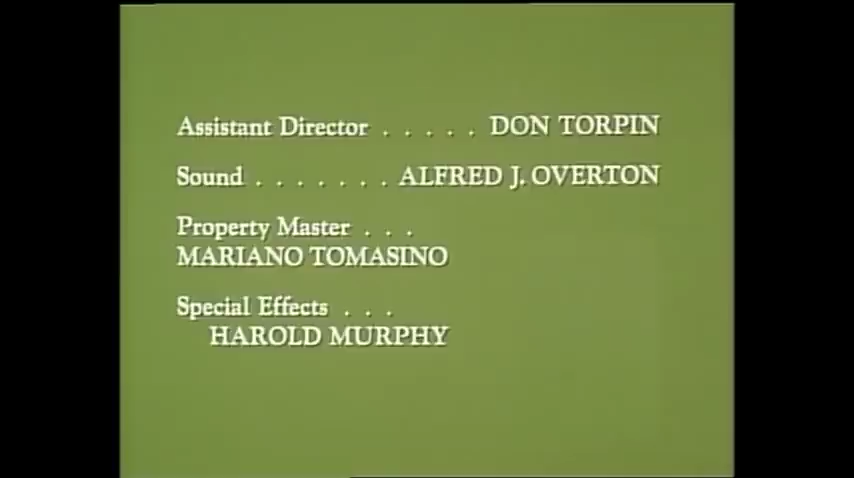 Assistant Director . . . . . DON TORPIN
Sound . . . . . . . ALFRED J. OVERTON
Property Master . . .
MARIANO TOMASINO
Special Effects . . .
HAROLD MURPHY